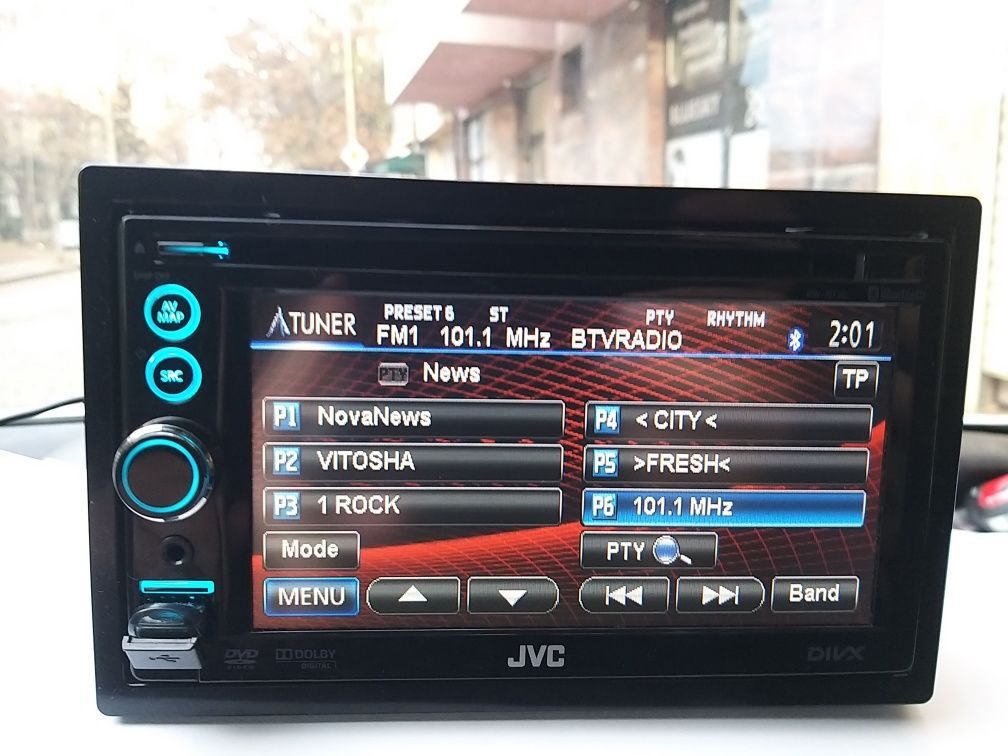 AV
MAP
SRC
TUNER
PRESET 6 ST PTY RHYTHM
FM1 101.1 MHz BTVRADIO 2:01
PTY News TP
P1 NovaNews
P4 < CITY <
P2 VITOSHA
P5 >FRESH<
P3 1 ROCK
P6 101.1 MHz
Mode
PTY
MENU
Band
DVD
VIDEO
DOLBY
DIGITAL
JVC
DIVX